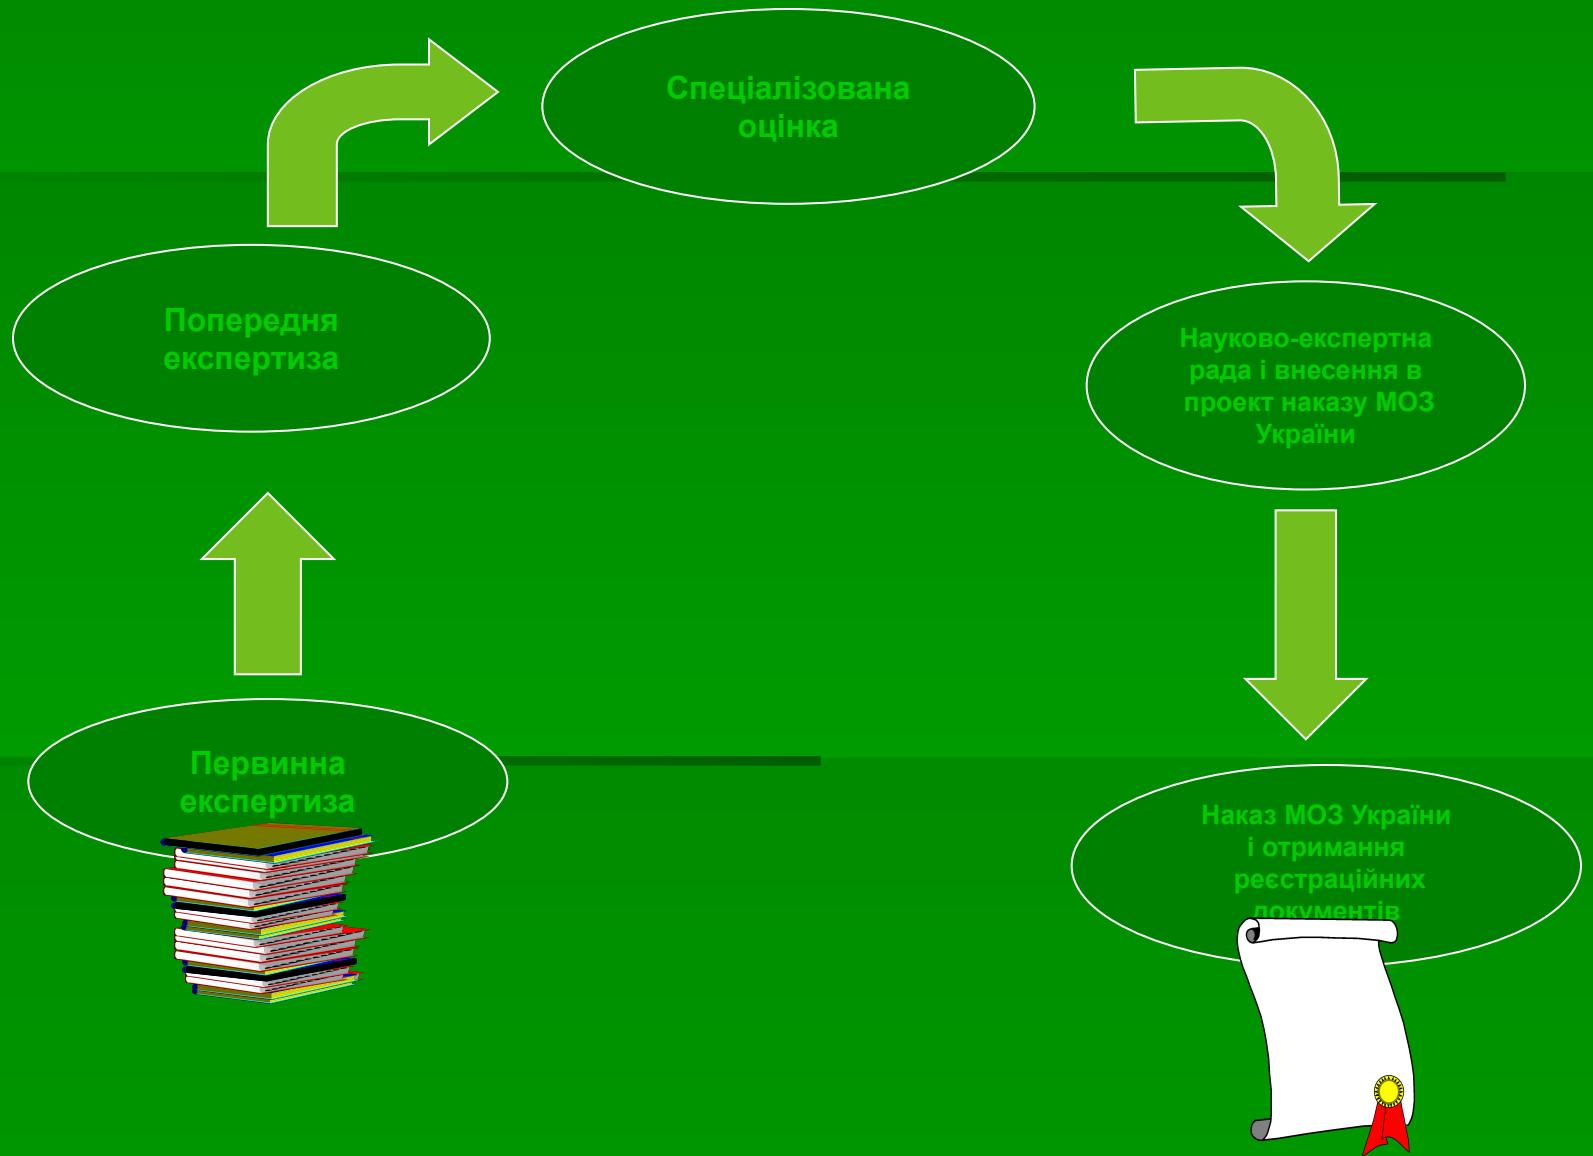 Спеціалізована
оцінка
Попередня
експертиза
Науково-експертна
рада і внесення в
проект наказу МОЗ
України
Первинна
експертиза
Наказ МОЗ України
і отримання
реєстраційних
документів